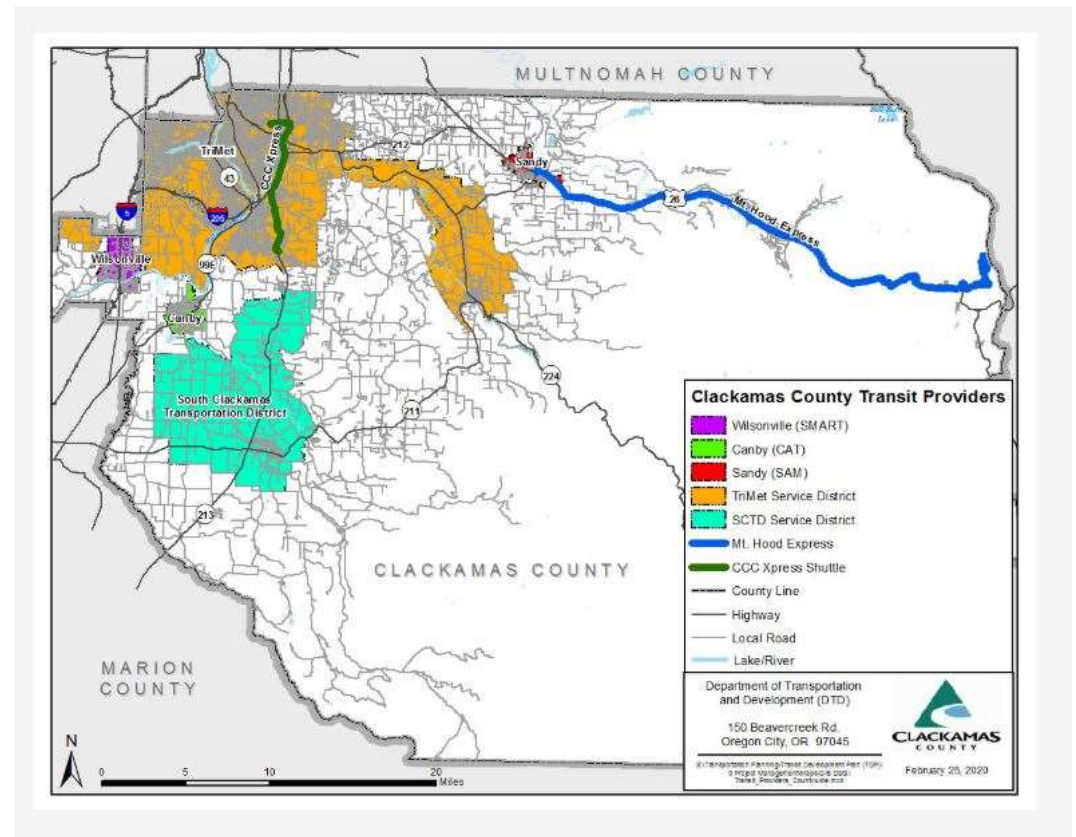 MULTNOMAH COUNTY
212
Sandy
TriMet
43
CCC Xpress
26
Mt. Hood Express
5
205
Wilsonville
99E
Canby
South Clackamas
Transportation District
224
211
213
CLACKAMAS COUNTY
MARION
COUNTY
Clackamas County Transit Providers
Wilsonville (SMART)
Canby (CAT)
Sandy (SAM)
TriMet Service District
SCTD Service District
Mt. Hood Express
CCC Xpress Shuttle
County Line
Highway
Local Road
Lake/River
Department of Transportation
and Development (DTD)
150 Beavercreek Rd.
Oregon City, OR 97045
CLACKAMAS
COUNTY
February 25, 2020
N
0 5 10 20
Miles